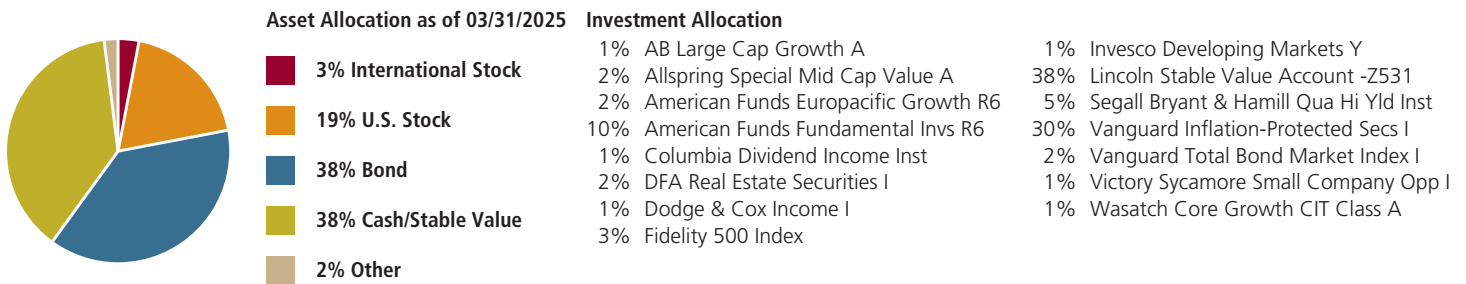 Asset Allocation as of 03/31/2025
3% International Stock
19% U.S. Stock
38% Bond
38% Cash/Stable Value
2% Other
Investment Allocation
1% AB Large Cap Growth A
2% Allspring Special Mid Cap Value A
2% American Funds Europacific Growth R6
10% American Funds Fundamental Invs R6
1% Columbia Dividend Income Inst
2% DFA Real Estate Securities I
1% Dodge & Cox Income I
3% Fidelity 500 Index
1% Invesco Developing Markets Y
38% Lincoln Stable Value Account -Z531
5% Segall Bryant & Hamill Qua Hi Yld Inst
30% Vanguard Inflation-Protected Secs I
2% Vanguard Total Bond Market Index I
1% Victory Sycamore Small Company Opp I
1% Wasatch Core Growth CIT Class A